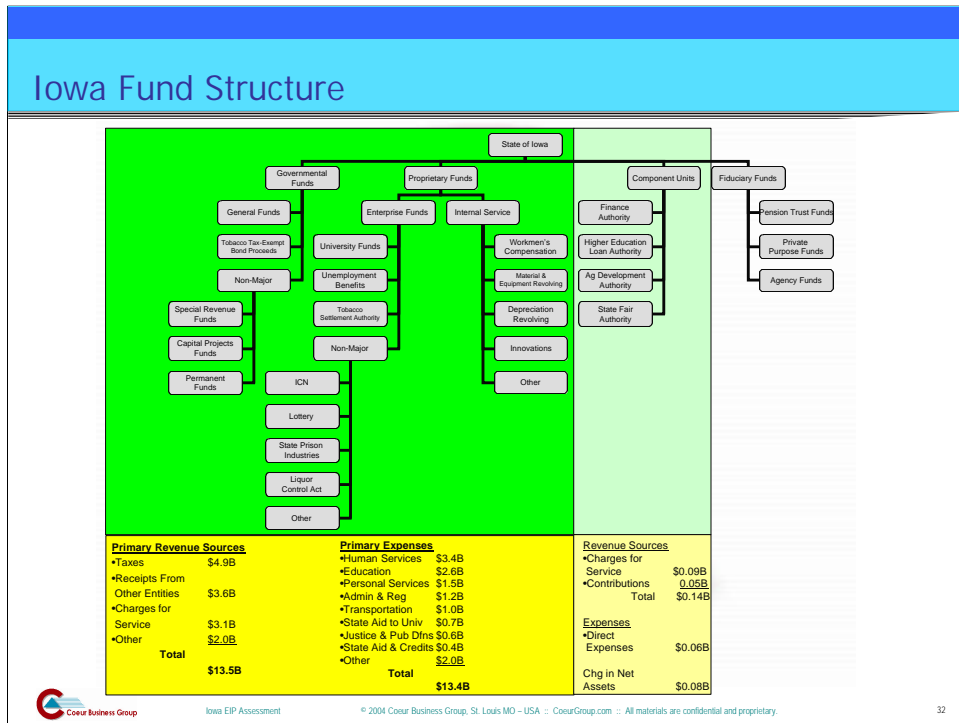 Iowa Fund Structure
State of Iowa
Governmental
Funds
Proprietary Funds
Component Units
Fiduciary Funds
General Funds
Tobacco Tax-Exempt
Bond Proceeds
Non-Major
Special Revenue
Funds
Capital Projects
Funds
Permanent
Funds
Enterprise Funds
University Funds
Unemployment
Benefits
Tobacco
Settlement Authority
Non-Major
ICN
Lottery
State Prison
Industries
Liquor
Control Act
Other
Internal Service
Workmen's
Compensation
Material &
Equipment Revolving
Depreciation
Revolving
Innovations
Other
Finance
Authority
Higher Education
Loan Authority
Ag Development
Authority
State Fair
Authority
Pension Trust Funds
Private
Purpose Funds
Agency Funds
Primary Revenue Sources
•Taxes $4.9B
•Receipts From
Other Entities $3.6B
•Charges for
Service $3.1B
•Other $2.0B
Total
$13.5B
Primary Expenses
•Human Services $3.4B
•Education $2.6B
•Personal Services $1.5B
•Admin & Reg $1.2B
•Transportation $1.0B
•State Aid to Univ $0.7B
•Justice & Pub Dfns $0.6B
•State Aid & Credits $0.4B
•Other $2.0B
Total
$13.4B
Revenue Sources
•Charges for
Service $0.09B
•Contributions 0.05B
Total $0.14B
Expenses
•Direct
Expenses $0.06B
Chg in Net
Assets $0.08B
Coeur Business Group
Iowa EIP Assessment
© 2004 Coeur Business Group, St. Louis MO – USA :: CoeurGroup.com :: All materials are confidential and proprietary.
32